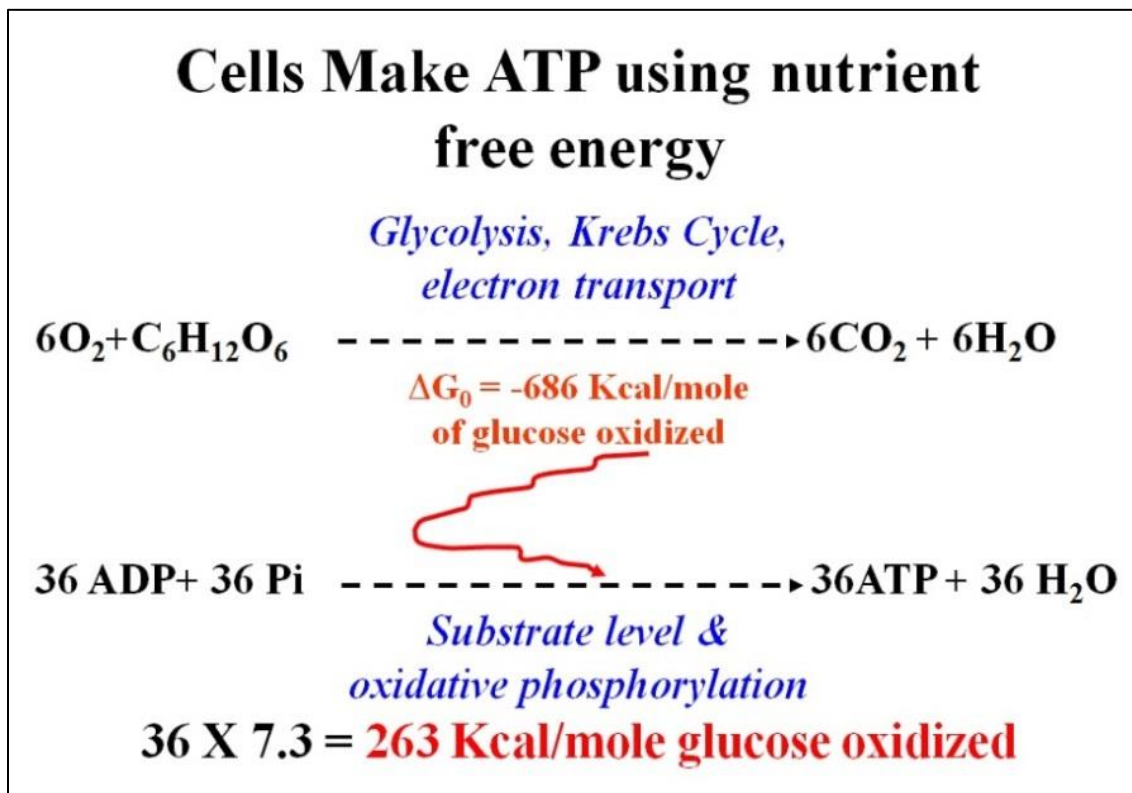 Cells Make ATP using nutrient
free energy
Glycolysis, Krebs Cycle,
electron transport
6O₂+C₆H₁₂O₆ 6CO₂ + 6H₂O
ΔG₀ = -686 Kcal/mole
of glucose oxidized
36 ADP+ 36 Pi 36ATP + 36 H₂O
Substrate level &
oxidative phosphorylation
36 X 7.3 = 263 Kcal/mole glucose oxidized